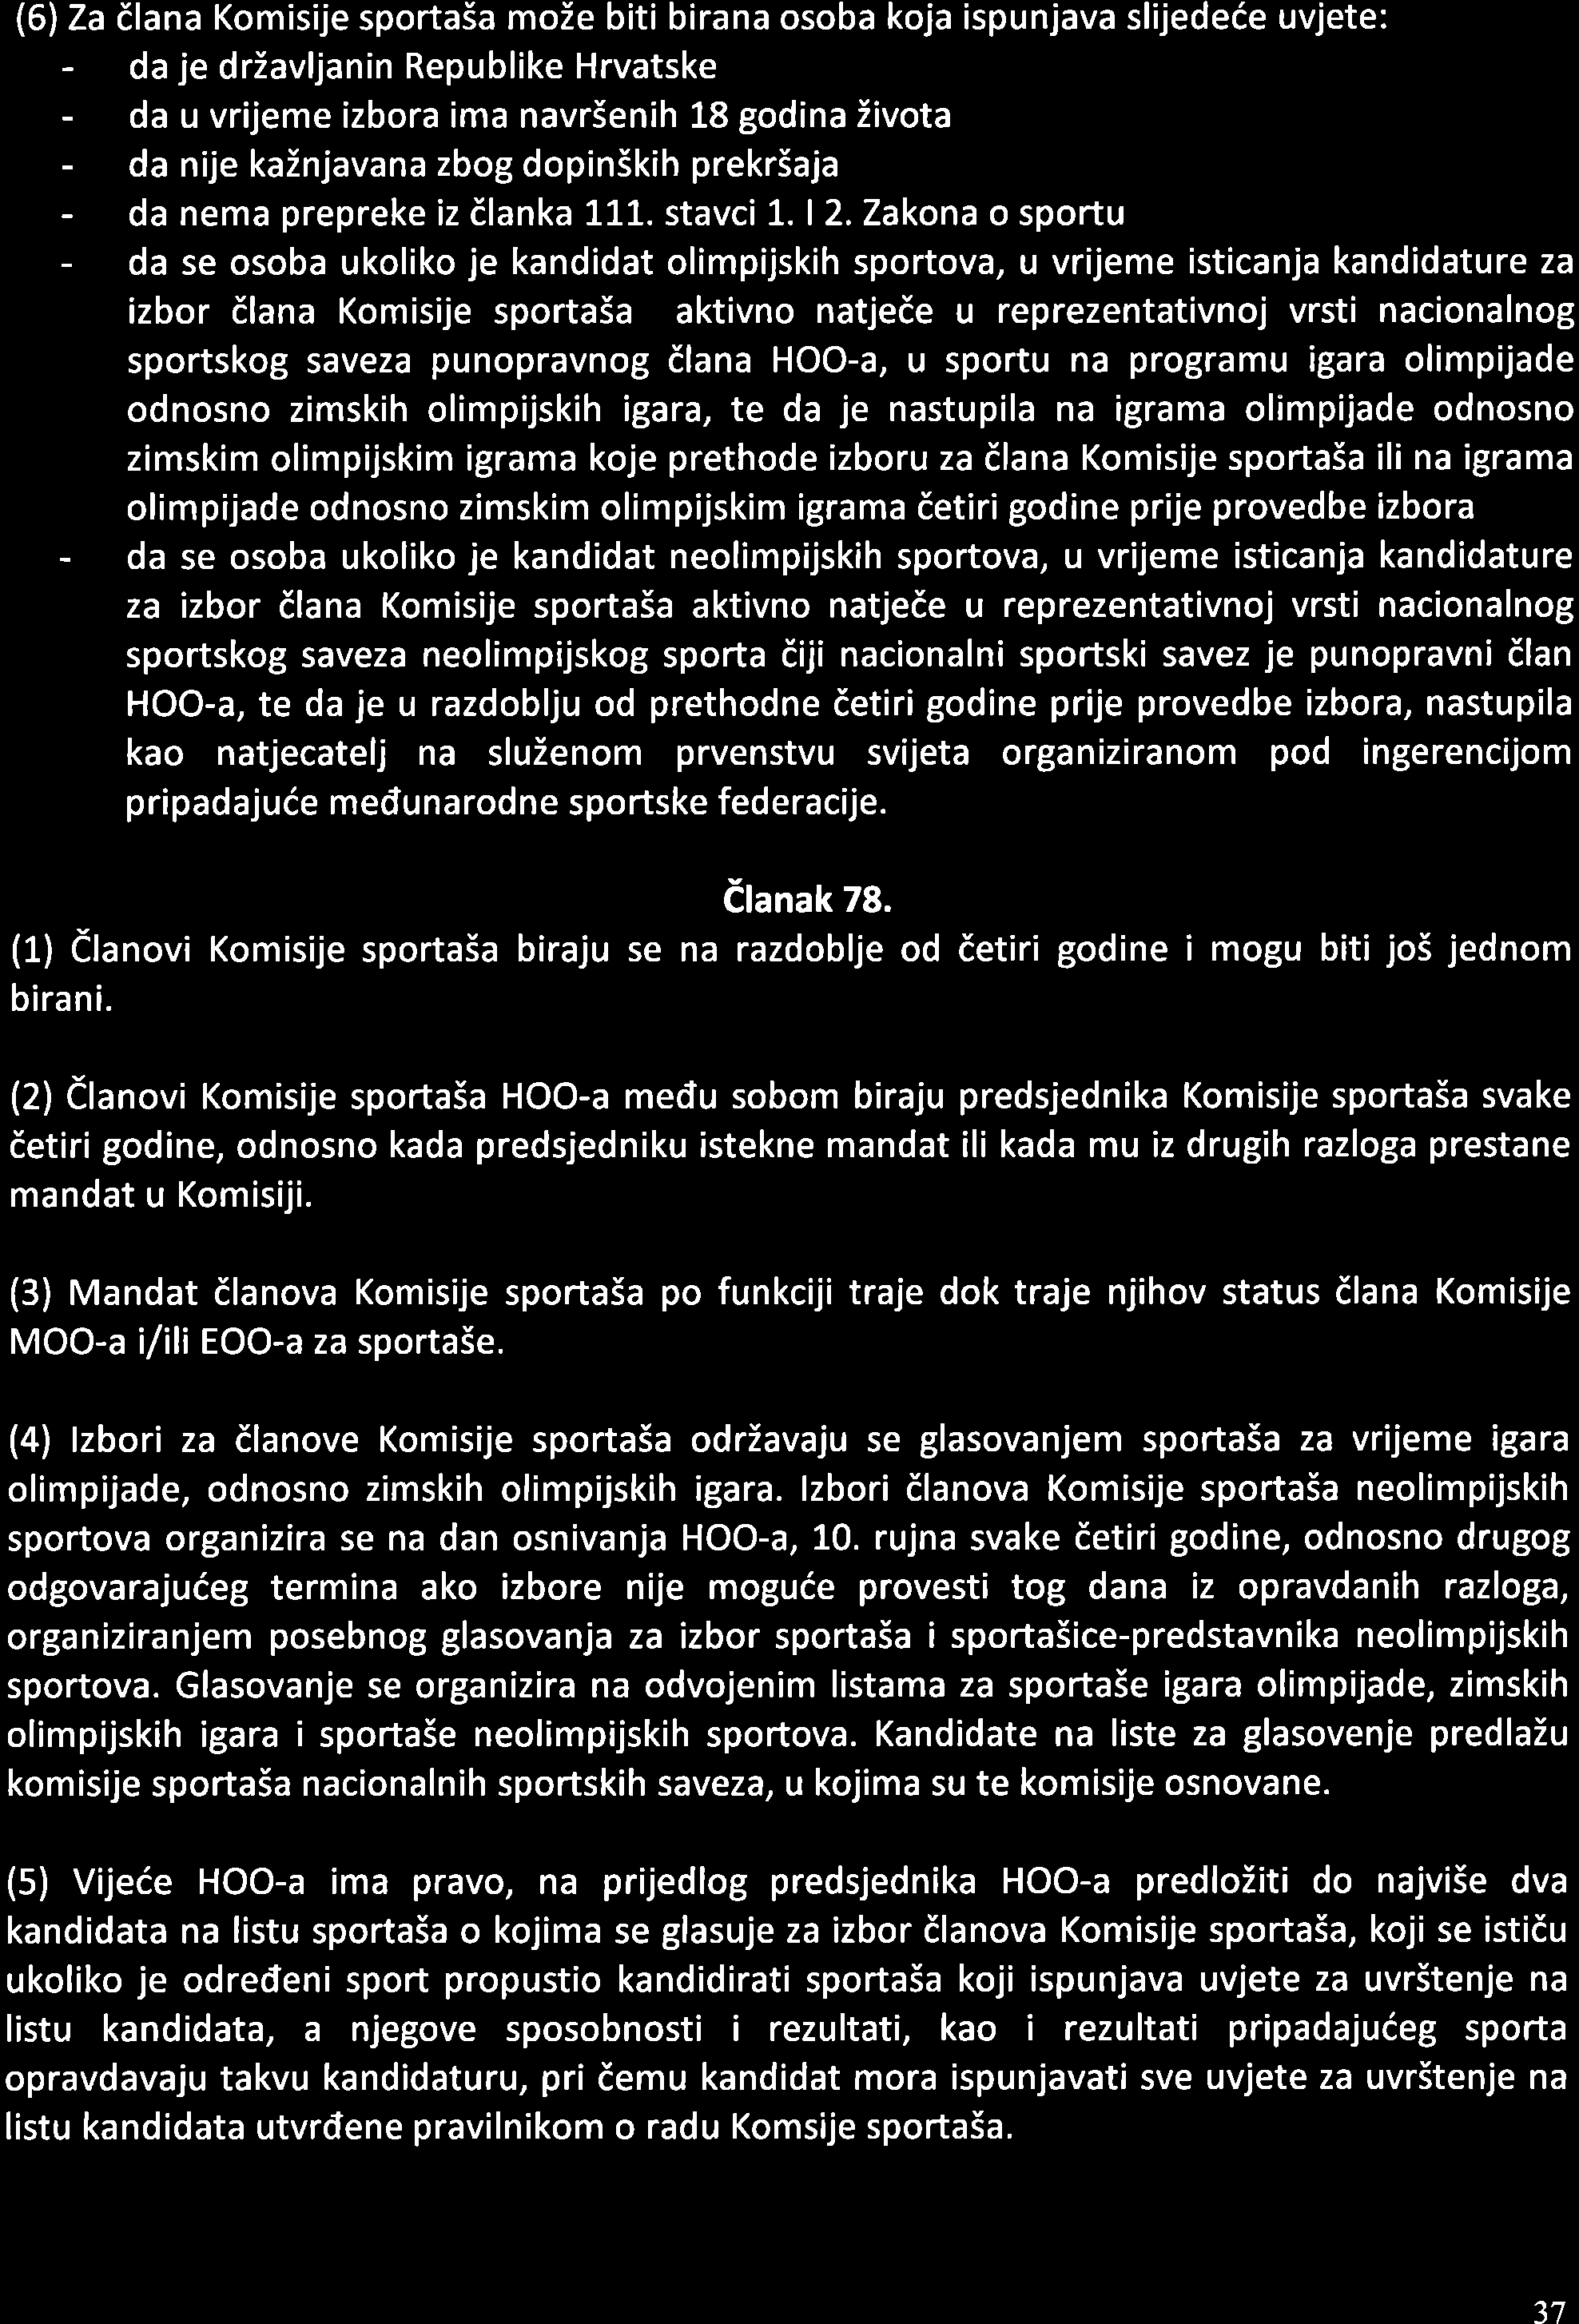 (6) Za člana Komisije sportaša može biti birana osoba koja ispunjava slijedeće uvjete:
- da je državljanin Republike Hrvatske
- da u vrijeme izbora ima navršenih 18 godina života
- da nije kažnjavana zbog dopinških prekršaja
- da nema prepreke iz članka 111. stavci 1. I 2. Zakona o sportu
- da se osoba ukoliko je kandidat olimpijskih sportova, u vrijeme isticanja kandidature za
izbor člana Komisije sportaša aktivno natječe u reprezentativnoj vrsti nacionalnog
sportskog saveza punopravnog člana HOO-a, u sportu na programu igara olimpijade
odnosno zimskih olimpijskih igara, te da je nastupila na igrama olimpijade odnosno
zimskim olimpijskim igrama koje prethode izboru za člana Komisije sportaša ili na igrama
olimpijade odnosno zimskim olimpijskim igrama četiri godine prije provedbe izbora
- da se osoba ukoliko je kandidat neolimpijskih sportova, u vrijeme isticanja kandidature
za izbor člana Komisije sportaša aktivno natječe u reprezentativnoj vrsti nacionalnog
sportskog saveza neolimpijskog sporta čiji nacionalni sportski savez je punopravni član
HOO-a, te da je u razdoblju od prethodne četiri godine prije provedbe izbora, nastupila
kao natjecatelj na služenom prvenstvu svijeta organiziranom pod ingerencijom
pripadajuće međunarodne sportske federacije.
Članak 78.
(1) Članovi Komisije sportaša biraju se na razdoblje od četiri godine i mogu biti još jednom
birani.
(2) Članovi Komisije sportaša HOO-a među sobom biraju predsjednika Komisije sportaša svake
četiri godine, odnosno kada predsjedniku istekne mandat ili kada mu iz drugih razloga prestane
mandat u Komisiji.
(3) Mandat članova Komisije sportaša po funkciji traje dok traje njihov status člana Komisije
MOO-a i/ili EOO-a za sportaše.
(4) Izbori za članove Komisije sportaša održavaju se glasovanjem sportaša za vrijeme igara
olimpijade, odnosno zimskih olimpijskih igara. Izbori članova Komisije sportaša neolimpijskih
sportova organizira se na dan osnivanja HOO-a, 10. rujna svake četiri godine, odnosno drugog
odgovarajućeg termina ako izbore nije moguće provesti tog dana iz opravdanih razloga,
organiziranjem posebnog glasovanja za izbor sportaša i sportašice-predstavnika neolimpijskih
sportova. Glasovanje se organizira na odvojenim listama za sportaše igara olimpijade, zimskih
olimpijskih igara i sportaše neolimpijskih sportova. Kandidate na liste za glasovenje predlažu
komisije sportaša nacionalnih sportskih saveza, u kojima su te komisije osnovane.
(5) Vijeće HOO-a ima pravo, na prijedlog predsjednika HOO-a predložiti do najviše dva
kandidata na listu sportaša o kojima se glasuje za izbor članova Komisije sportaša, koji se ističu
ukoliko je određeni sport propustio kandidirati sportaša koji ispunjava uvjete za uvrštenje na
listu kandidata, a njegove sposobnosti i rezultati, kao i rezultati pripadajućeg sporta
opravdavaju takvu kandidaturu, pri čemu kandidat mora ispunjavati sve uvjete za uvrštenje na
listu kandidata utvrđene pravilnikom o radu Komsije sportaša.
37